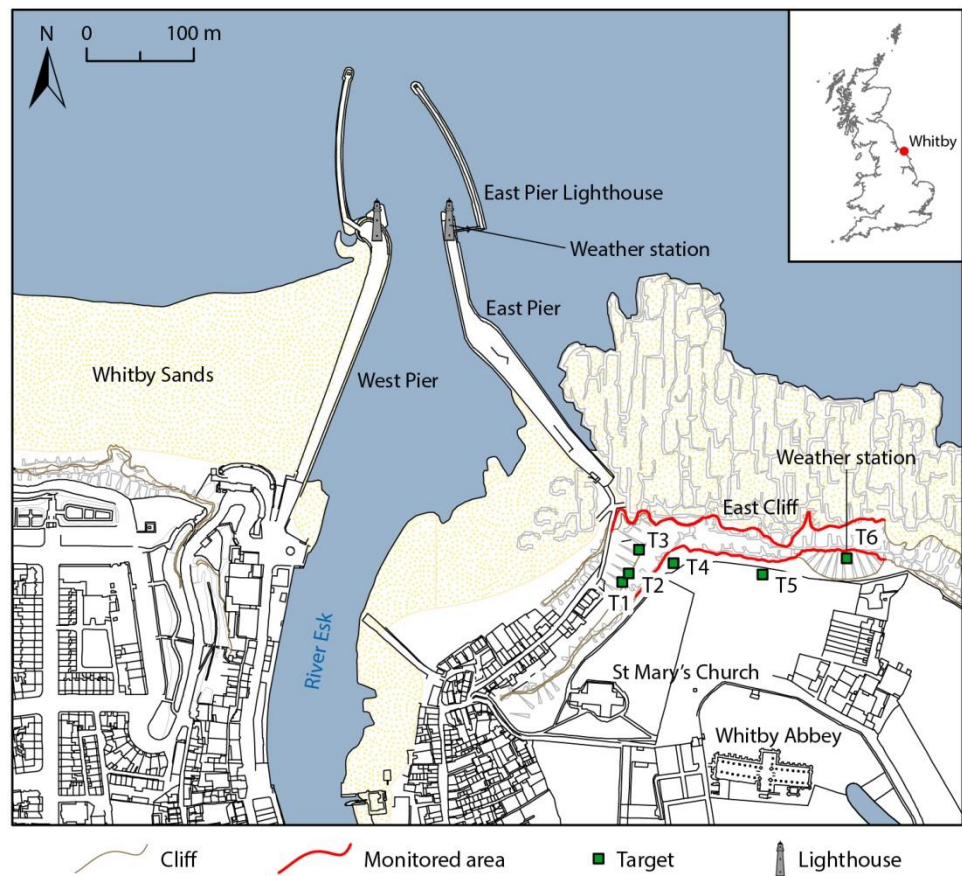 N
0 100 m
Whitby
East Pier Lighthouse
Weather station
East Pier
Whitby Sands
West Pier
Weather station
East Cliff
T6
T3
T4
T2
T5
T1
River Esk
St Mary's Church
Whitby Abbey
Cliff
Monitored area
Target
Lighthouse